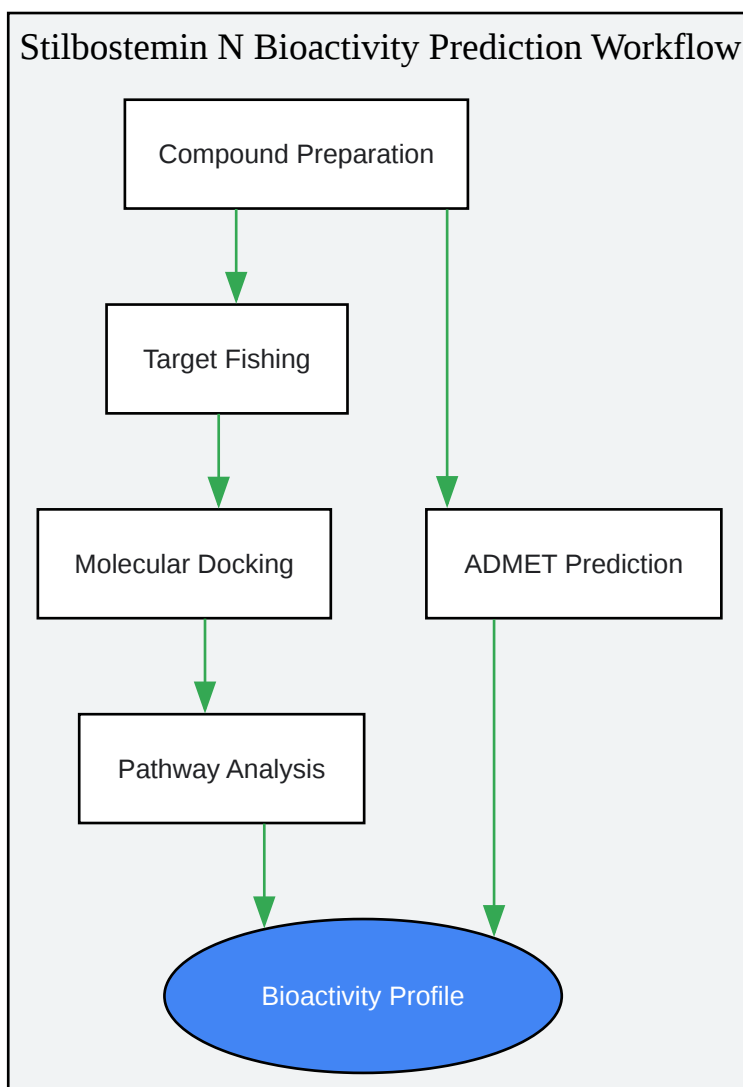 Stilbostemin N Bioactivity Prediction Workflow
Compound Preparation
Target Fishing
Molecular Docking
ADMET Prediction
Pathway Analysis
Bioactivity Profile